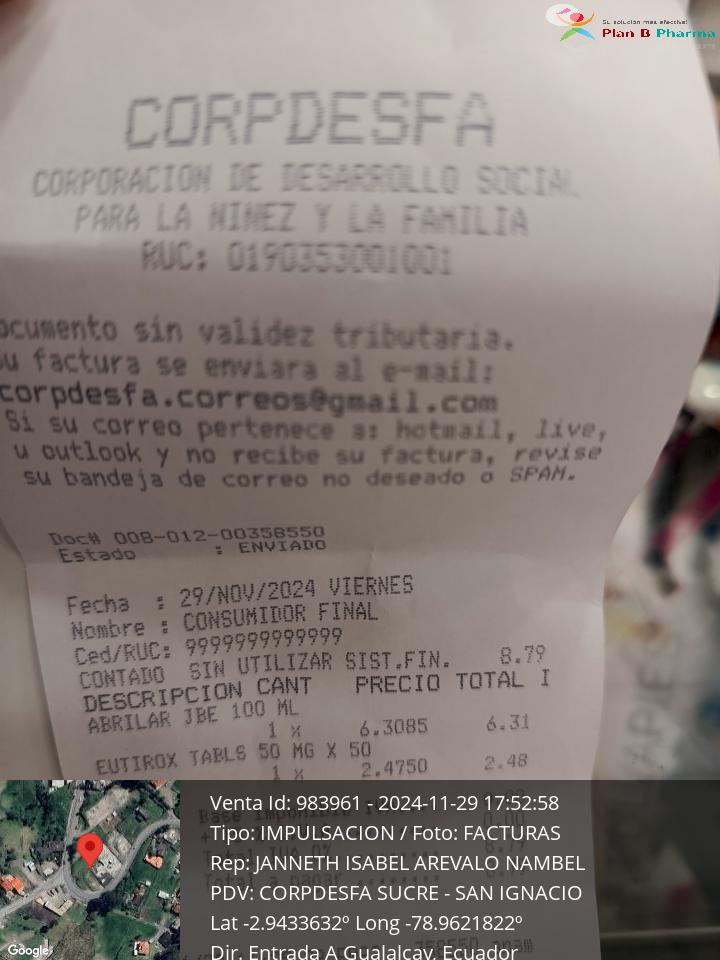 Su solución más efectiva!
Plan B Pharma
CORPDESFA
CORPORACION DE DESARROLLO SOCIAL
PARA LA NINEZ Y LA FAMILIA
RUC: 0190353001001
ocumento sin validez tributaria.
u factura se enviara al e-mail:
corpdesfa.correos@gmail.com
Si su correo pertenece a: hotmail, live,
u outlook y no recibe su factura, revise
su bandeja de correo no deseado o SPAM.
Doc# 008-012-00358550
Estado : ENVIADO
Fecha : 29/NOV/2024 VIERNES
Nombre : CONSUMIDOR FINAL
Ced/RUC: 9999999999999
CONTADO SIN UTILIZAR SIST.FIN. 8.79
DESCRIPCION CANT PRECIO TOTAL I
ABRILAR JBE 100 ML
1 x 6.3085 6.31
EUTIROX TABLS 50 MG X 50
1 x 2.4750 2.48
Venta Id: 983961 - 2024-11-29 17:52:58
Tipo: IMPULSACION / Foto: FACTURAS
Rep: JANNETH ISABEL AREVALO NAMBEL
PDV: CORPDESFA SUCRE - SAN IGNACIO
Lat -2.9433632º Long -78.9621822º
Dir. Entrada A Gualalcay, Ecuador
Google